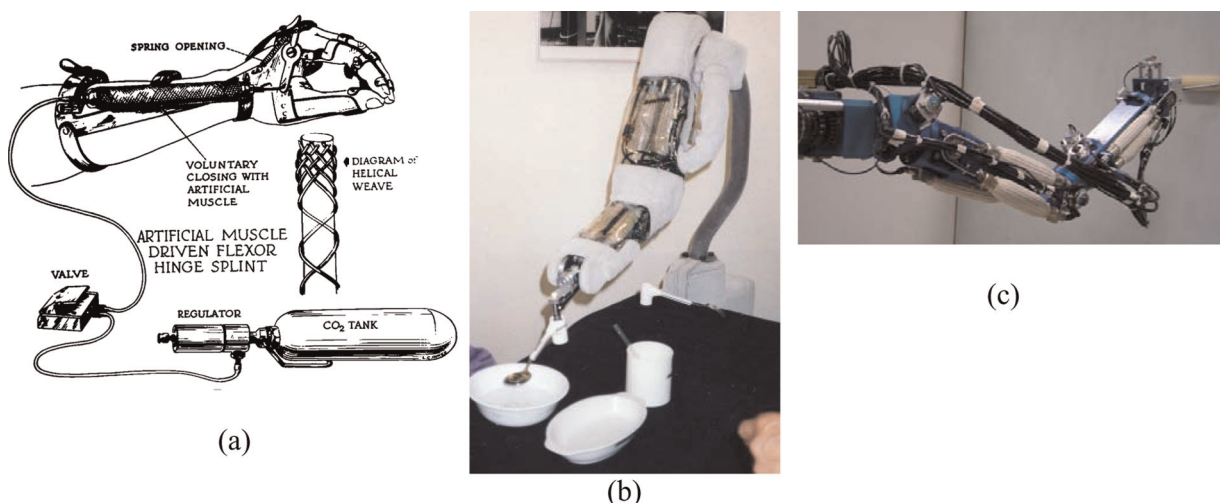 SPRING OPENING
VOLUNTARY
CLOSING WITH
ARTIFICIAL
MUSCLE
DIAGRAM of
HELICAL
WEAVE
ARTIFICIAL MUSCLE
DRIVEN FLEXOR
HINGE SPLINT
VALVE
REGULATOR
CO₂ TANK
(a)
(b)
(c)